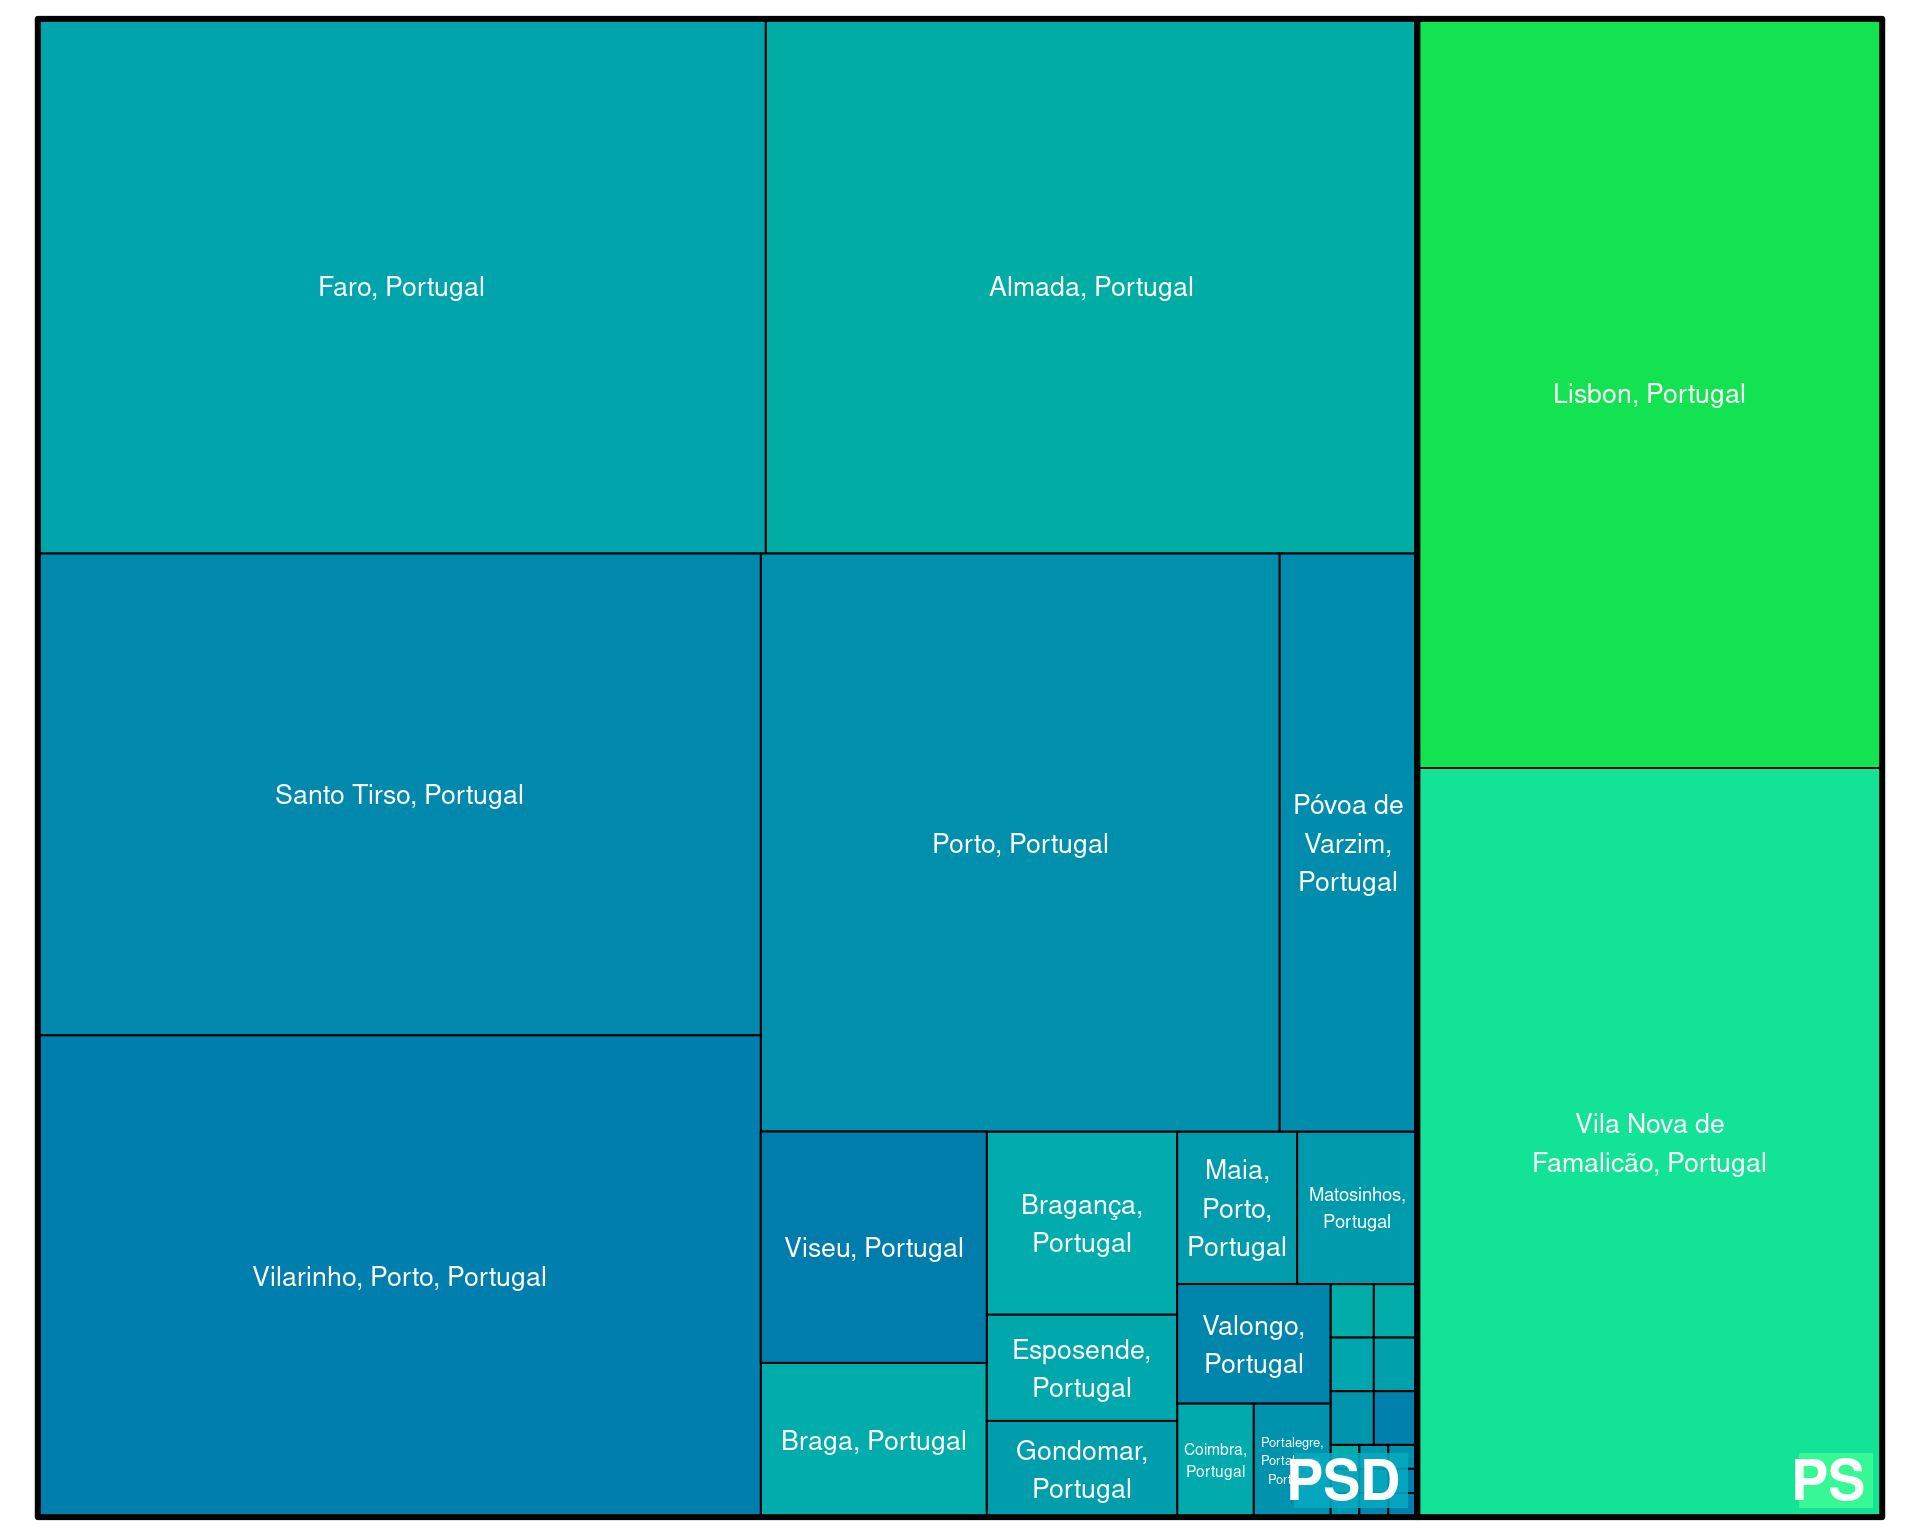 Faro, Portugal
Almada, Portugal
Lisbon, Portugal
Santo Tirso, Portugal
Porto, Portugal
Póvoa de
Varzim,
Portugal
Vila Nova de
Famalicão, Portugal
Vilarinho, Porto, Portugal
Viseu, Portugal
Bragança,
Portugal
Maia,
Porto,
Portugal
Matosinhos,
Portugal
Valongo,
Portugal
Esposende,
Portugal
Braga, Portugal
Gondomar,
Portugal
Coimbra,
Portugal
Portalegre,
PSD
PS